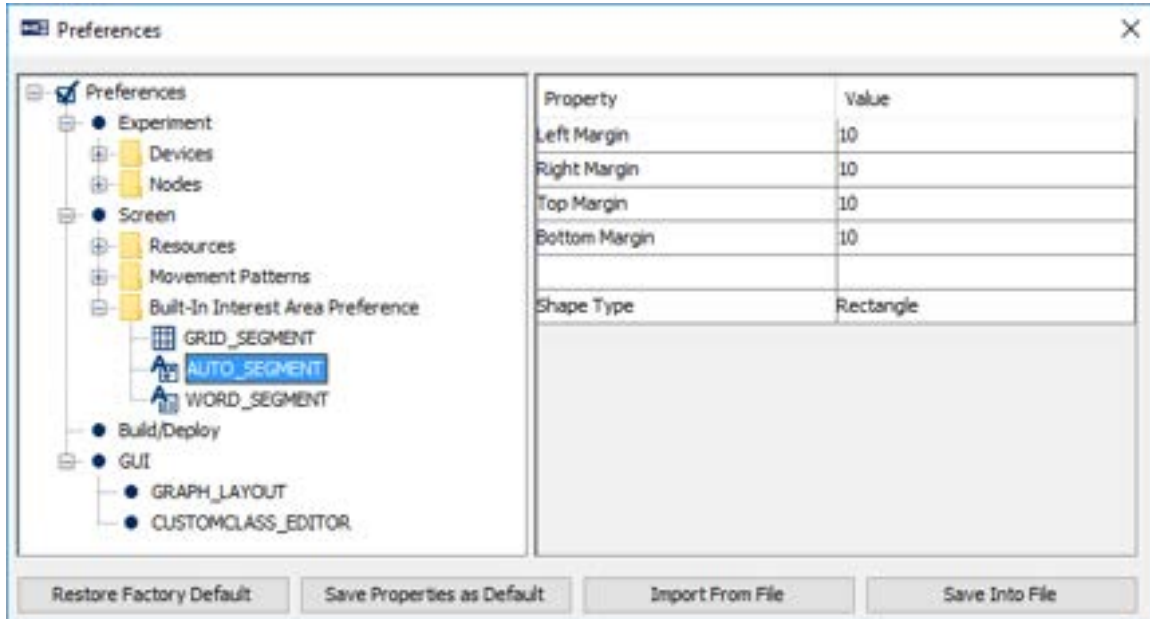 Preferences
Preferences
Experiment
Devices
Nodes
Screen
Resources
Movement Patterns
Built-In Interest Area Preference
GRID_SEGMENT
AUTO_SEGMENT
WORD_SEGMENT
Build/Deploy
GUI
GRAPH_LAYOUT
CUSTOMCLASS_EDITOR
Property Value
Left Margin 10
Right Margin 10
Top Margin 10
Bottom Margin 10
Shape Type Rectangle
Restore Factory Default Save Properties as Default Import From File Save Into File